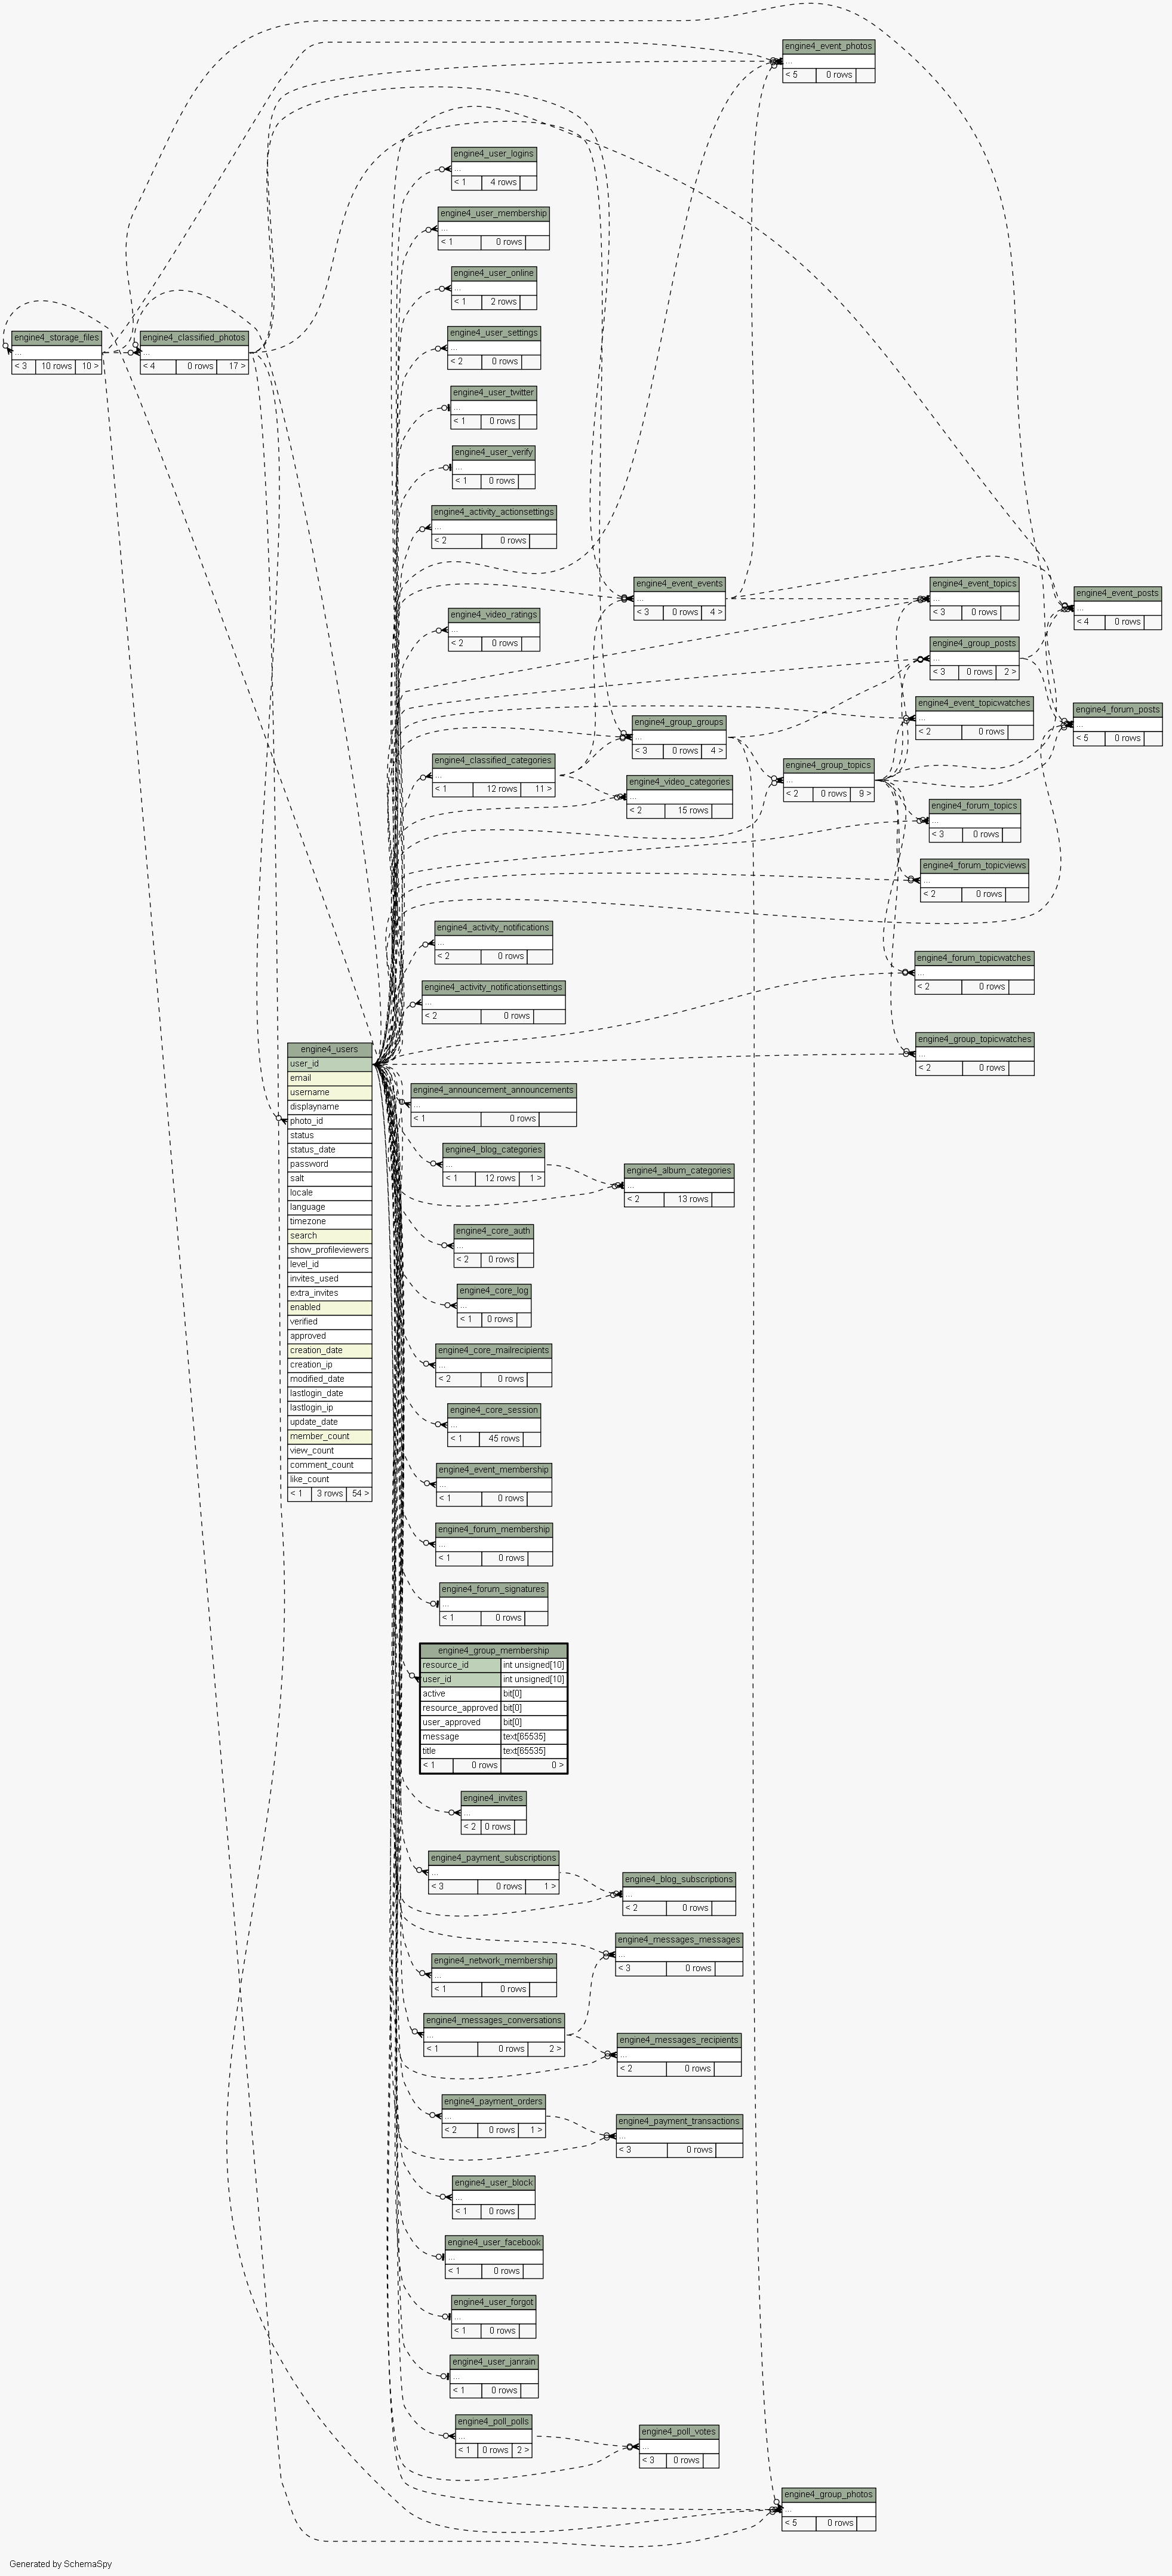 engine4_event_photos
...
< 5 0 rows
engine4_user_logins
...
< 1 4 rows
engine4_user_membership
...
< 1 0 rows
engine4_user_online
...
< 1 2 rows
engine4_storage_files
...
< 3 10 rows 10 >
engine4_classified_photos
...
< 4 0 rows 17 >
engine4_user_settings
...
< 2 0 rows
engine4_user_twitter
...
< 1 0 rows
engine4_user_verify
...
< 1 0 rows
engine4_activity_actionsettings
...
< 2 0 rows
engine4_video_ratings
...
< 2 0 rows
engine4_event_events
...
< 3 0 rows 4 >
engine4_event_topics
...
< 3 0 rows
engine4_event_posts
...
< 4 0 rows
engine4_group_posts
...
< 3 0 rows 2 >
engine4_event_topicwatches
...
< 2 0 rows
engine4_forum_posts
...
< 5 0 rows
engine4_group_groups
...
< 3 0 rows 4 >
engine4_classified_categories
...
< 1 12 rows 11 >
engine4_video_categories
...
< 2 15 rows
engine4_group_topics
...
< 2 0 rows 9 >
engine4_forum_topics
...
< 3 0 rows
engine4_forum_topicviews
...
< 2 0 rows
engine4_activity_notifications
...
< 2 0 rows
engine4_forum_topicwatches
...
< 2 0 rows
engine4_activity_notificationsettings
...
< 2 0 rows
engine4_group_topicwatches
...
< 2 0 rows
engine4_users
user_id
email
username
displayname
photo_id
status
status_date
password
salt
locale
language
timezone
search
show_profileviewers
level_id
invites_used
extra_invites
enabled
verified
approved
creation_date
creation_ip
modified_date
lastlogin_date
lastlogin_ip
update_date
member_count
view_count
comment_count
like_count
< 1 3 rows 54 >
engine4_announcement_announcements
...
< 1 0 rows
engine4_blog_categories
...
< 1 12 rows 1 >
engine4_album_categories
...
< 2 13 rows
engine4_core_auth
...
< 2 0 rows
engine4_core_log
...
< 1 0 rows
engine4_core_mailrecipients
...
< 2 0 rows
engine4_core_session
...
< 1 45 rows
engine4_event_membership
...
< 1 0 rows
engine4_forum_membership
...
< 1 0 rows
engine4_forum_signatures
...
< 1 0 rows
engine4_group_membership
resource_id int unsigned[10]
user_id int unsigned[10]
active bit[0]
resource_approved bit[0]
user_approved bit[0]
message text[65535]
title text[65535]
< 1 0 rows 0 >
engine4_invites
...
< 2 0 rows
engine4_payment_subscriptions
...
< 3 0 rows 1 >
engine4_blog_subscriptions
...
< 2 0 rows
engine4_messages_messages
...
< 3 0 rows
engine4_network_membership
...
< 1 0 rows
engine4_messages_conversations
...
< 1 0 rows 2 >
engine4_messages_recipients
...
< 2 0 rows
engine4_payment_orders
...
< 2 0 rows 1 >
engine4_payment_transactions
...
< 3 0 rows
engine4_user_block
...
< 1 0 rows
engine4_user_facebook
...
< 1 0 rows
engine4_user_forgot
...
< 1 0 rows
engine4_user_janrain
...
< 1 0 rows
engine4_poll_polls
...
< 1 0 rows 2 >
engine4_poll_votes
...
< 3 0 rows
engine4_group_photos
...
< 5 0 rows
Generated by SchemaSpy